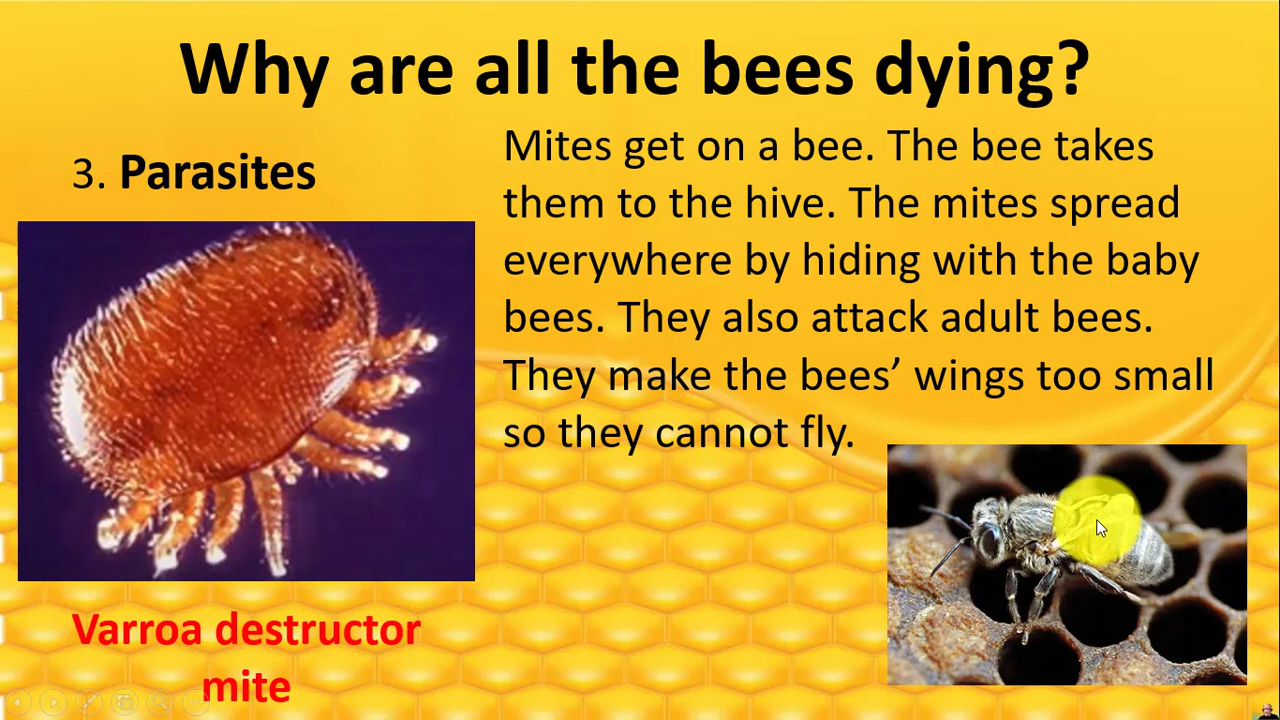 Why are all the bees dying?
3. Parasites
Mites get on a bee. The bee takes
them to the hive. The mites spread
everywhere by hiding with the baby
bees. They also attack adult bees.
They make the bees’ wings too small
so they cannot fly.
Varroa destructor
mite